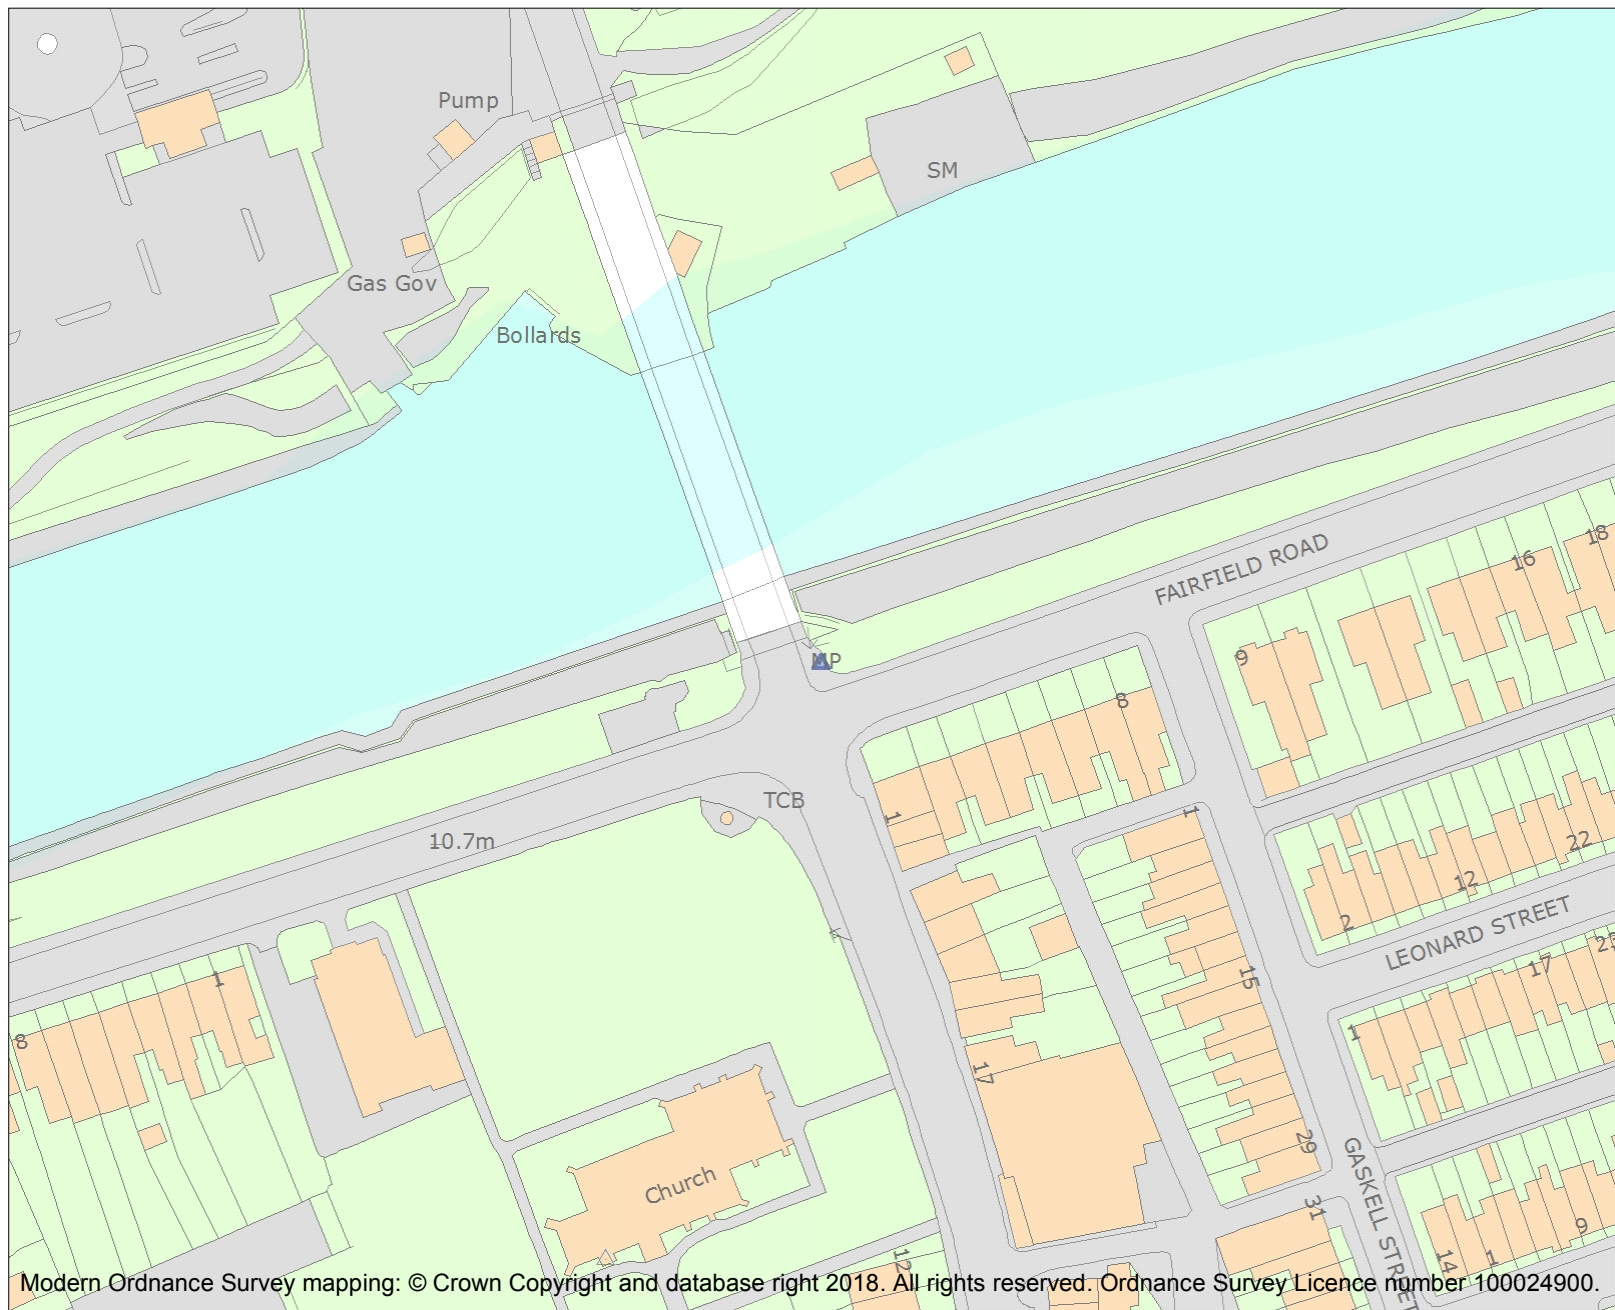 Pump
SM
Gas Gov
Bollards
FAIRFIELD ROAD
18
16
9
MP
8
TCB
1
1
10.7m
22
12
2
LEONARD STREET
1
15
17
8
1
17
29
Church
GASKELL STREET
31
9
12
14
1
Modern Ordnance Survey mapping: © Crown Copyright and database right 2018. All rights reserved. Ordnance Survey Licence number 100024900.